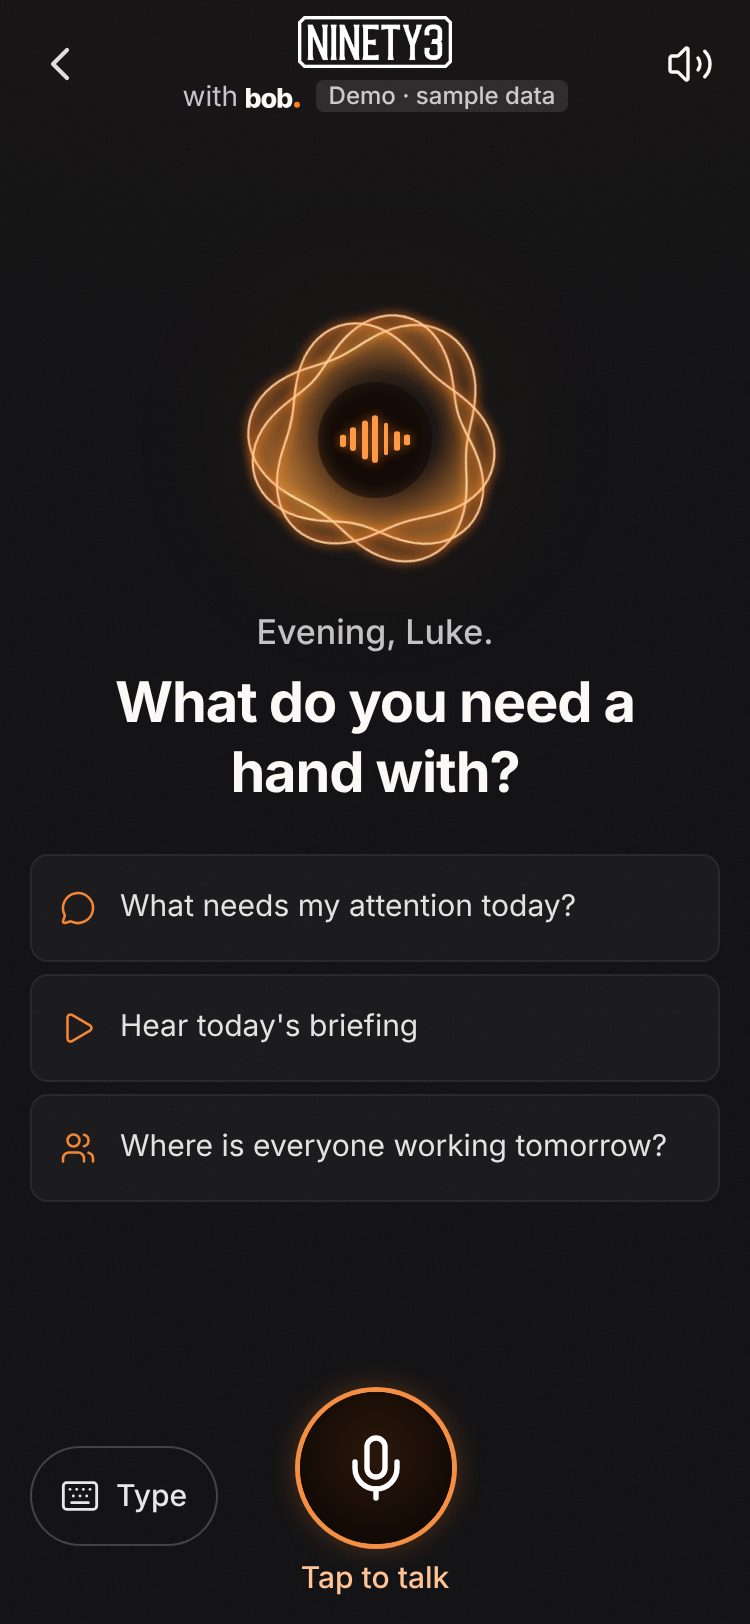 NINETY3
with bob. Demo · sample data
Evening, Luke.
What do you need a
hand with?
What needs my attention today?
Hear today's briefing
Where is everyone working tomorrow?
Type
Tap to talk